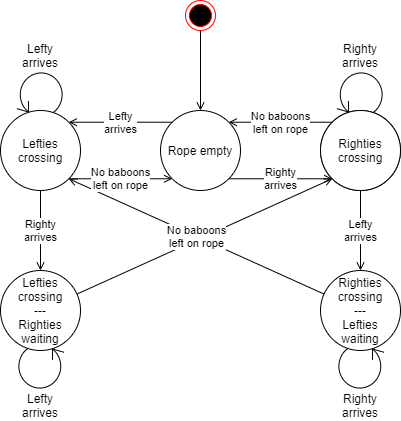 Lefty
arrives
Righty
arrives
Lefty
arrives
No baboons
left on rope
Lefties
crossing
Rope empty
Righties
crossing
No baboons
left on rope
Righty
arrives
Righty
arrives
No baboons
left on rope
Lefty
arrives
Lefties
crossing
---
Righties
waiting
Righties
crossing
---
Lefties
waiting
Lefty
arrives
Righty
arrives